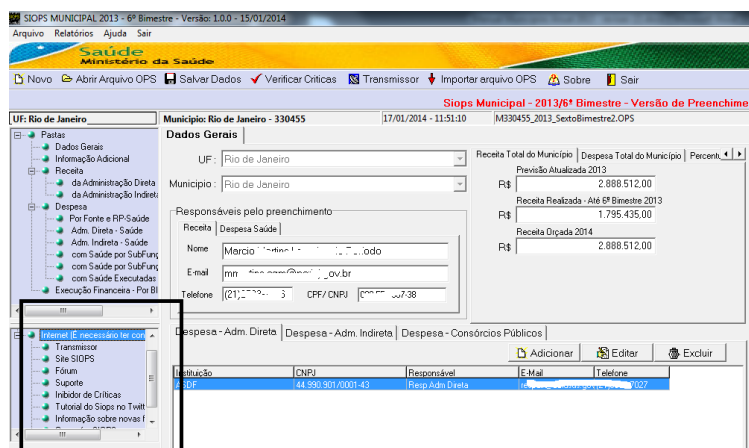 SIOPS MUNICIPAL 2013 - 6º Bimestre - Versão: 1.0.0 - 15/01/2014
Arquivo Relatórios Ajuda Sair
Saúde
Ministério da Saúde
Novo Abrir Arquivo OPS Salvar Dados Verificar Críticas Transmissor Importar arquivo OPS Sobre Sair
Siops Municipal - 2013/6º Bimestre - Versão de Preenchime
UF: Rio de Janeiro
Município: Rio de Janeiro - 330455
17/01/2014 - 11:51:10
M330455_2013_SextoBimestre2.OPS
Pastas
Dados Gerais
Informação Adicional
Receita
da Administração Direta
da Administração Indireta
Despesa
Por Fonte e RP-Saúde
Adm. Direta - Saúde
Adm. Indireta - Saúde
com Saúde por SubFunç
com Saúde por SubFunç
com Saúde Executadas
Execução Financeira - Por Bl
Internet (É necessário ter con
Transmissor
Site SIOPS
Fórum
Suporte
Inibidor de Críticas
Tutorial do Siops no Twitt
Informação sobre novas f
Dados Gerais
UF: Rio de Janeiro
Município: Rio de Janeiro
Responsáveis pelo preenchimento
Receita Despesa Saúde
Nome Marcio
E-mail
Telefone (21) CPF/CNPJ
Receita Total do Município Despesa Total do Município Percent.
Previsão Atualizada 2013
R$ 2.888.512,00
Receita Realizada - Até 6º Bimestre 2013
R$ 1.795.435,00
Receita Orçada 2014
R$ 2.888.512,00
Despesa - Adm. Direta Despesa - Adm. Indireta Despesa - Consórcios Públicos
Adicionar Editar Excluir
Instituição CNPJ Responsável E-Mail Telefone
ASDF 44.990.901/0001-43 Resp Adm Direta 7027